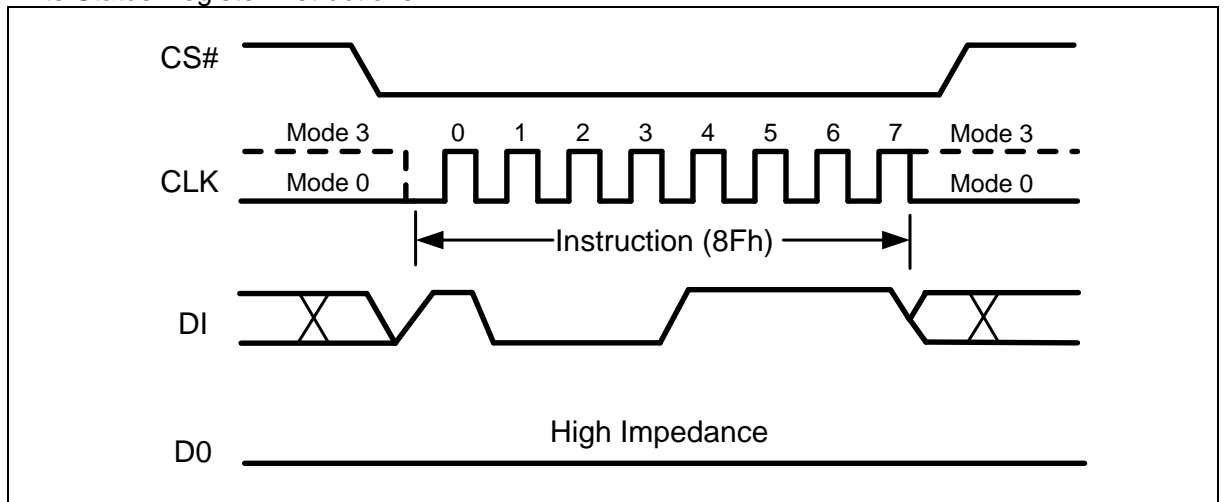 CS#
Mode 3 0 1 2 3 4 5 6 7 Mode 3
CLK Mode 0 Mode 0
Instruction (8Fh)
DI
High Impedance
D0